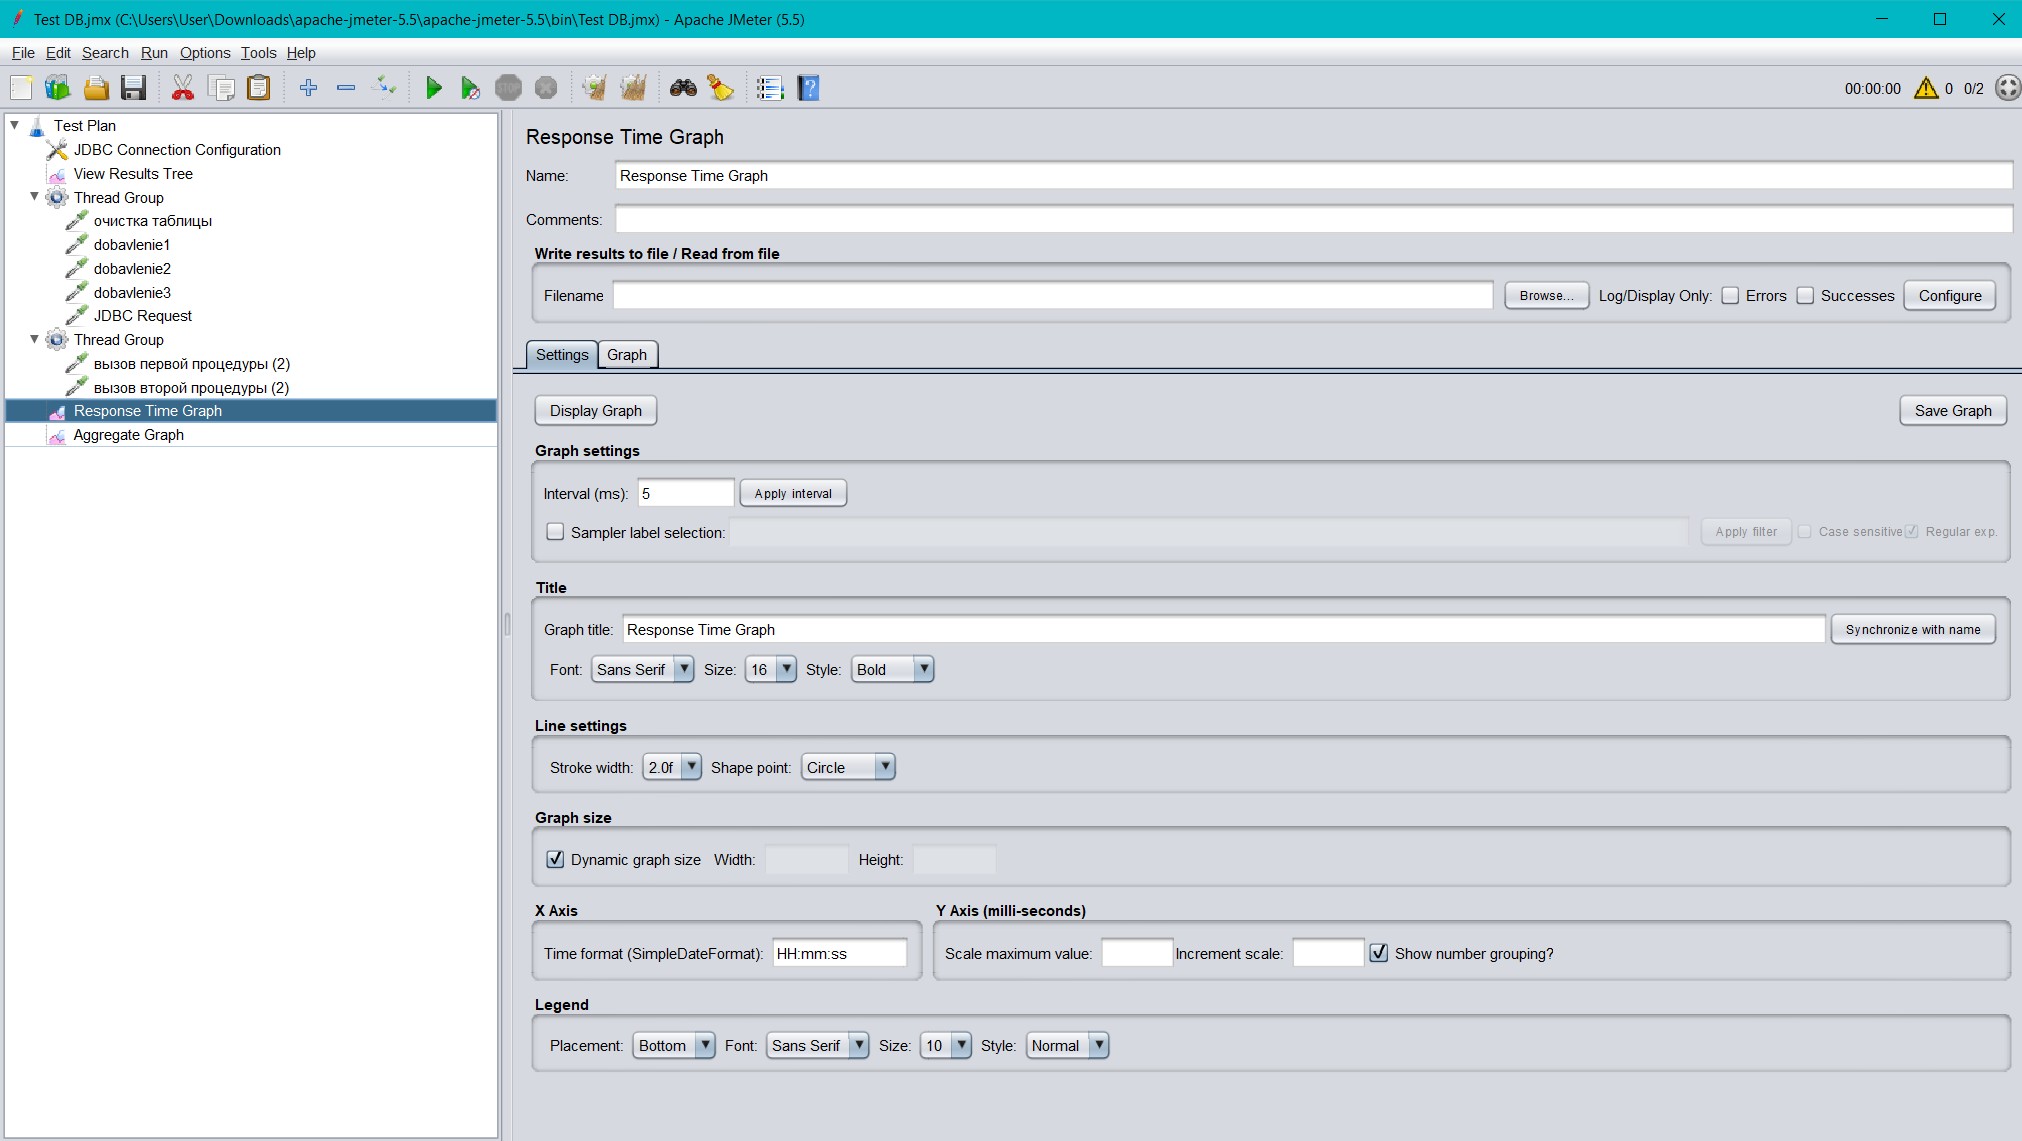 Test DB.jmx (C:\Users\User\Downloads\apache-jmeter-5.5\apache-jmeter-5.5\bin\Test DB.jmx) - Apache JMeter (5.5)
File Edit Search Run Options Tools Help
STOP 00:00:00 0 0/2
Test Plan
JDBC Connection Configuration
View Results Tree
Thread Group
очистка таблицы
dobavlenie1
dobavlenie2
dobavlenie3
JDBC Request
Thread Group
вызов первой процедуры (2)
вызов второй процедуры (2)
Response Time Graph
Aggregate Graph
Response Time Graph
Name: Response Time Graph
Comments:
Write results to file / Read from file
Filename Browse... Log/Display Only: Errors Successes Configure
Settings Graph
Display Graph Save Graph
Graph settings
Interval (ms): 5 Apply interval
Sampler label selection: Apply filter Case sensitive Regular exp.
Title
Graph title: Response Time Graph Synchronize with name
Font: Sans Serif Size: 16 Style: Bold
Line settings
Stroke width: 2.0f Shape point: Circle
Graph size
Dynamic graph size Width: Height:
X Axis Y Axis (milli-seconds)
Time format (SimpleDateFormat): HH:mm:ss Scale maximum value: Increment scale: Show number grouping?
Legend
Placement: Bottom Font: Sans Serif Size: 10 Style: Normal